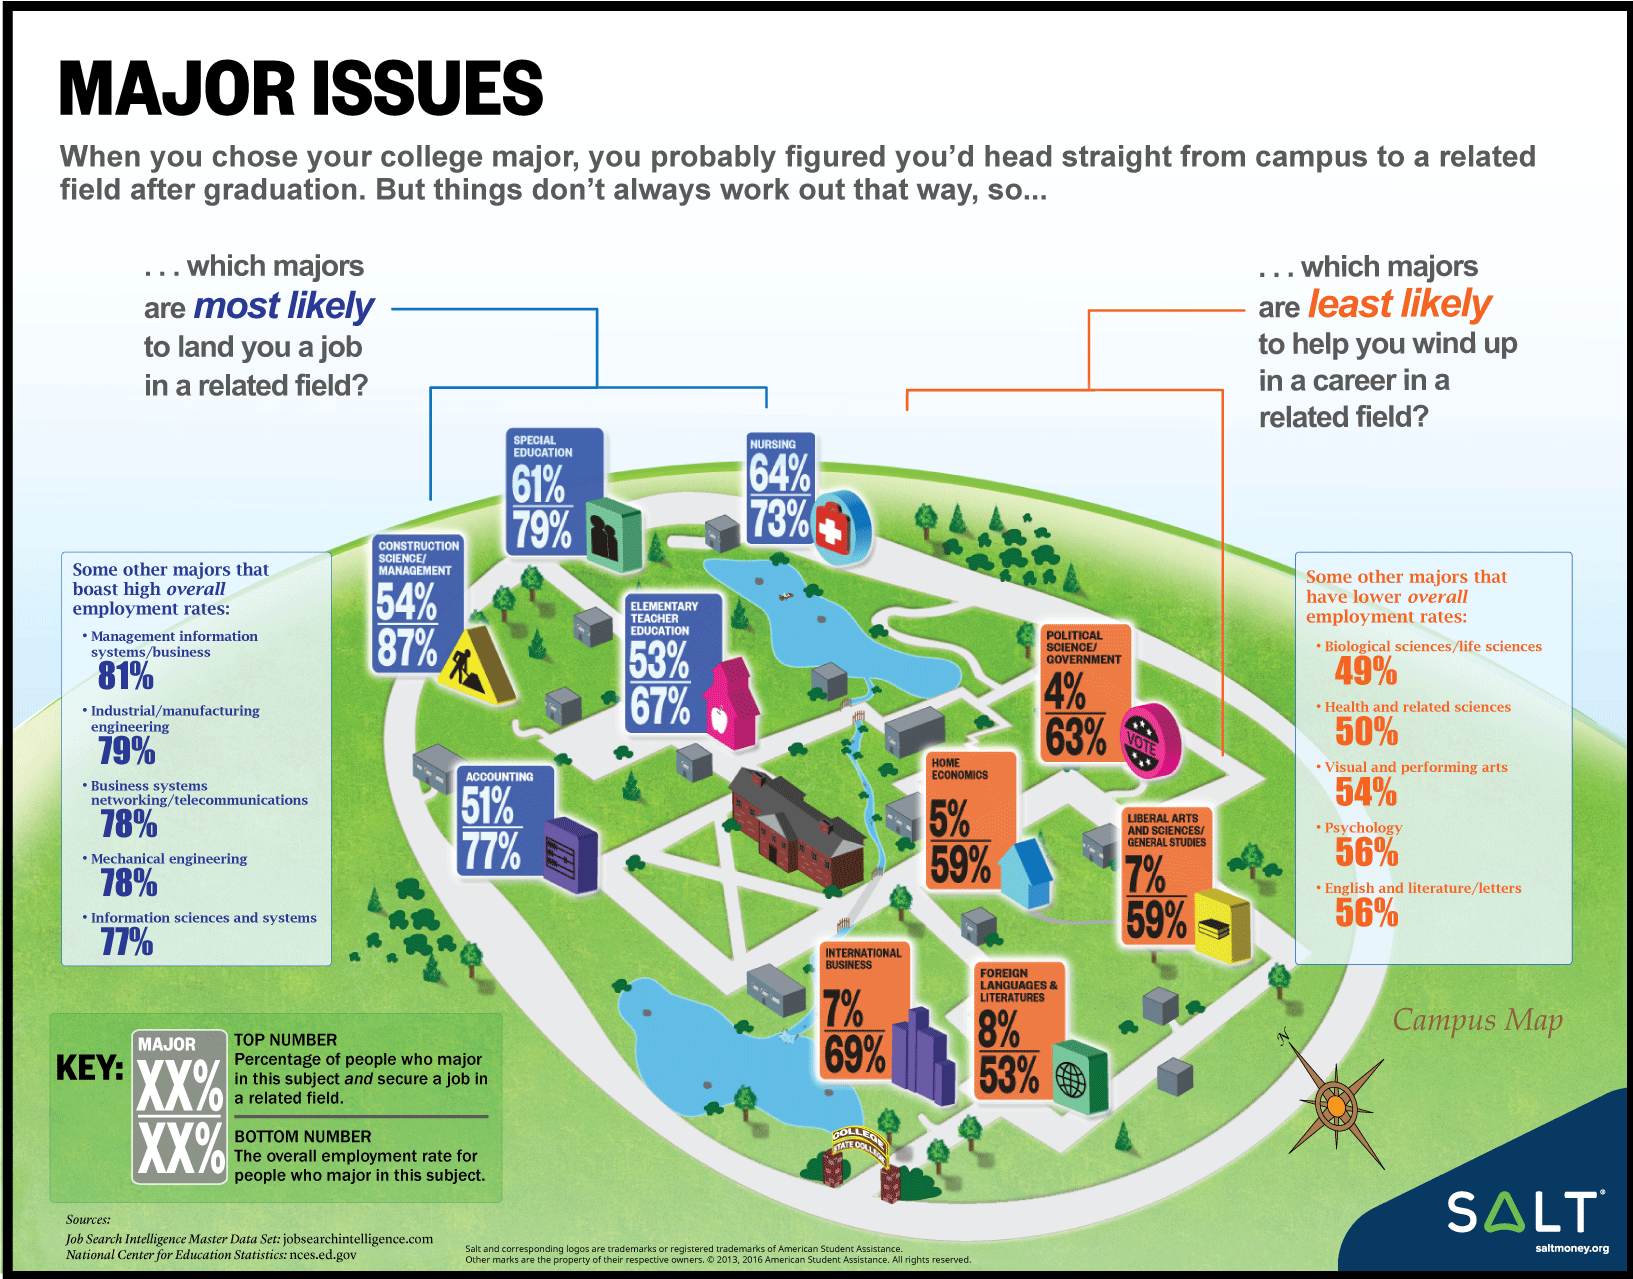 MAJOR ISSUES
When you chose your college major, you probably figured you’d head straight from campus to a related
field after graduation. But things don’t always work out that way, so...
. . . which majors
are most likely
to land you a job
in a related field?
. . . which majors
are least likely
to help you wind up
in a career in a
related field?
SPECIAL
EDUCATION
61%
79%
NURSING
64%
73%
CONSTRUCTION
SCIENCE/
MANAGEMENT
54%
87%
ELEMENTARY
TEACHER
EDUCATION
53%
67%
ACCOUNTING
51%
77%
POLITICAL
SCIENCE/
GOVERNMENT
4%
63%
VOTE
HOME
ECONOMICS
5%
59%
LIBERAL ARTS
AND SCIENCES/
GENERAL STUDIES
7%
59%
INTERNATIONAL
BUSINESS
7%
69%
FOREIGN
LANGUAGES &
LITERATURES
8%
53%
Some other majors that
boast high overall
employment rates:
• Management information
systems/business
81%
• Industrial/manufacturing
engineering
79%
• Business systems
networking/telecommunications
78%
• Mechanical engineering
78%
• Information sciences and systems
77%
Some other majors that
have lower overall
employment rates:
• Biological sciences/life sciences
49%
• Health and related sciences
50%
• Visual and performing arts
54%
• Psychology
56%
• English and literature/letters
56%
Campus Map
N
COLLEGE
STATE COLLEGE
KEY:
MAJOR
XX%
XX%
TOP NUMBER
Percentage of people who major
in this subject and secure a job in
a related field.
BOTTOM NUMBER
The overall employment rate for
people who major in this subject.
Sources:
Job Search Intelligence Master Data Set: jobsearchintelligence.com
National Center for Education Statistics: nces.ed.gov
Salt and corresponding logos are trademarks or registered trademarks of American Student Assistance.
Other marks are the property of their respective owners. © 2013, 2016 American Student Assistance. All rights reserved.
SALT®
saltmoney.org